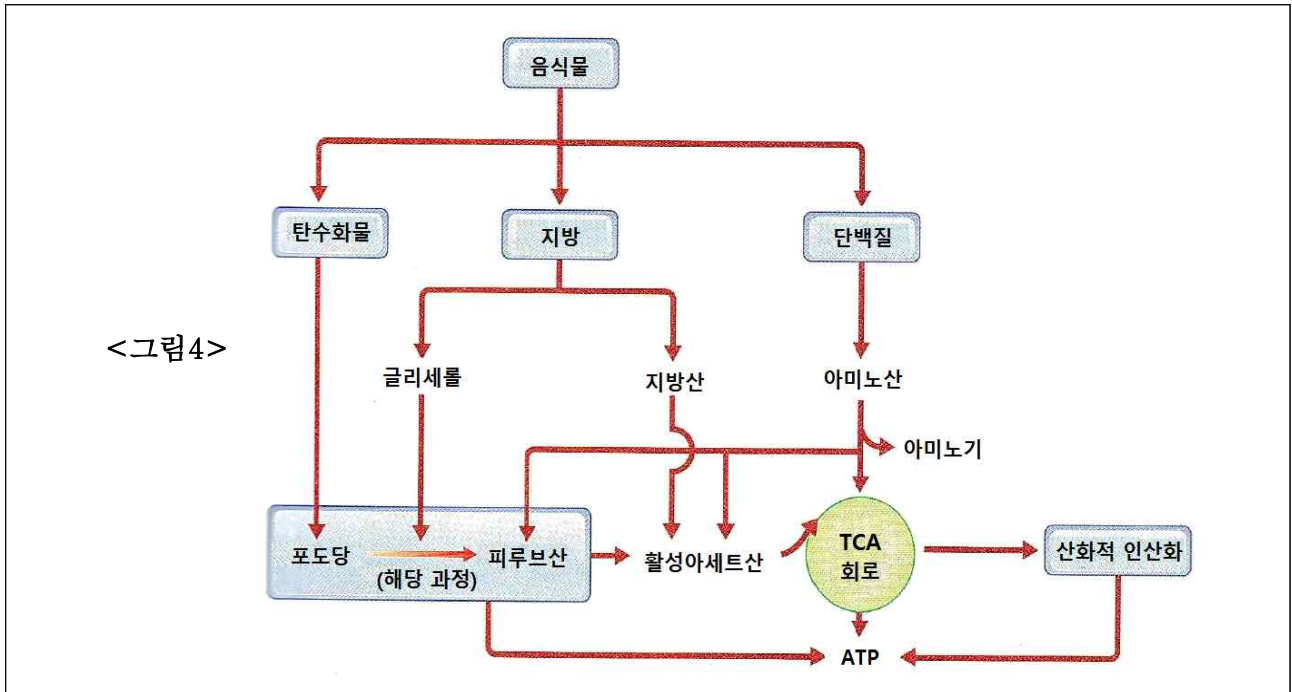 음식물
탄수화물
지방
단백질
<그림4>
글리세롤
지방산
아미노산
아미노기
포도당
피루브산
(해당 과정)
활성아세트산
TCA
회로
산화적 인산화
ATP